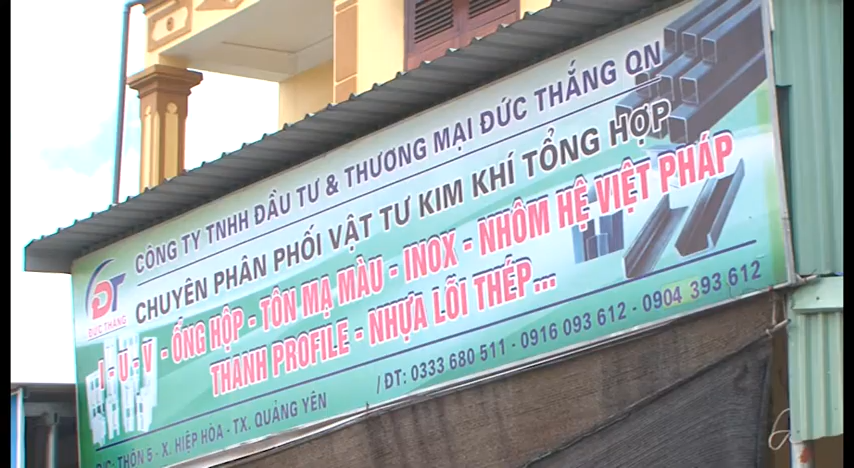 CÔNG TY TNHH ĐẦU TƯ & THƯƠNG MẠI ĐỨC THẮNG QN
CHUYÊN PHÂN PHỐI VẬT TƯ KIM KHÍ TỔNG HỢP
I - U - V - ỐNG HỘP - TÔN MẠ MÀU - INOX - NHÔM HỆ VIỆT PHÁP
THANH PROFILE - NHỰA LÕI THÉP...
ĐT
ĐỨC THẮNG
/ ĐT: 0333 680 511 - 0916 093 612 - 0904 393 612
Đ/C: THÔN 5 - X. HIỆP HÒA - TX. QUẢNG YÊN